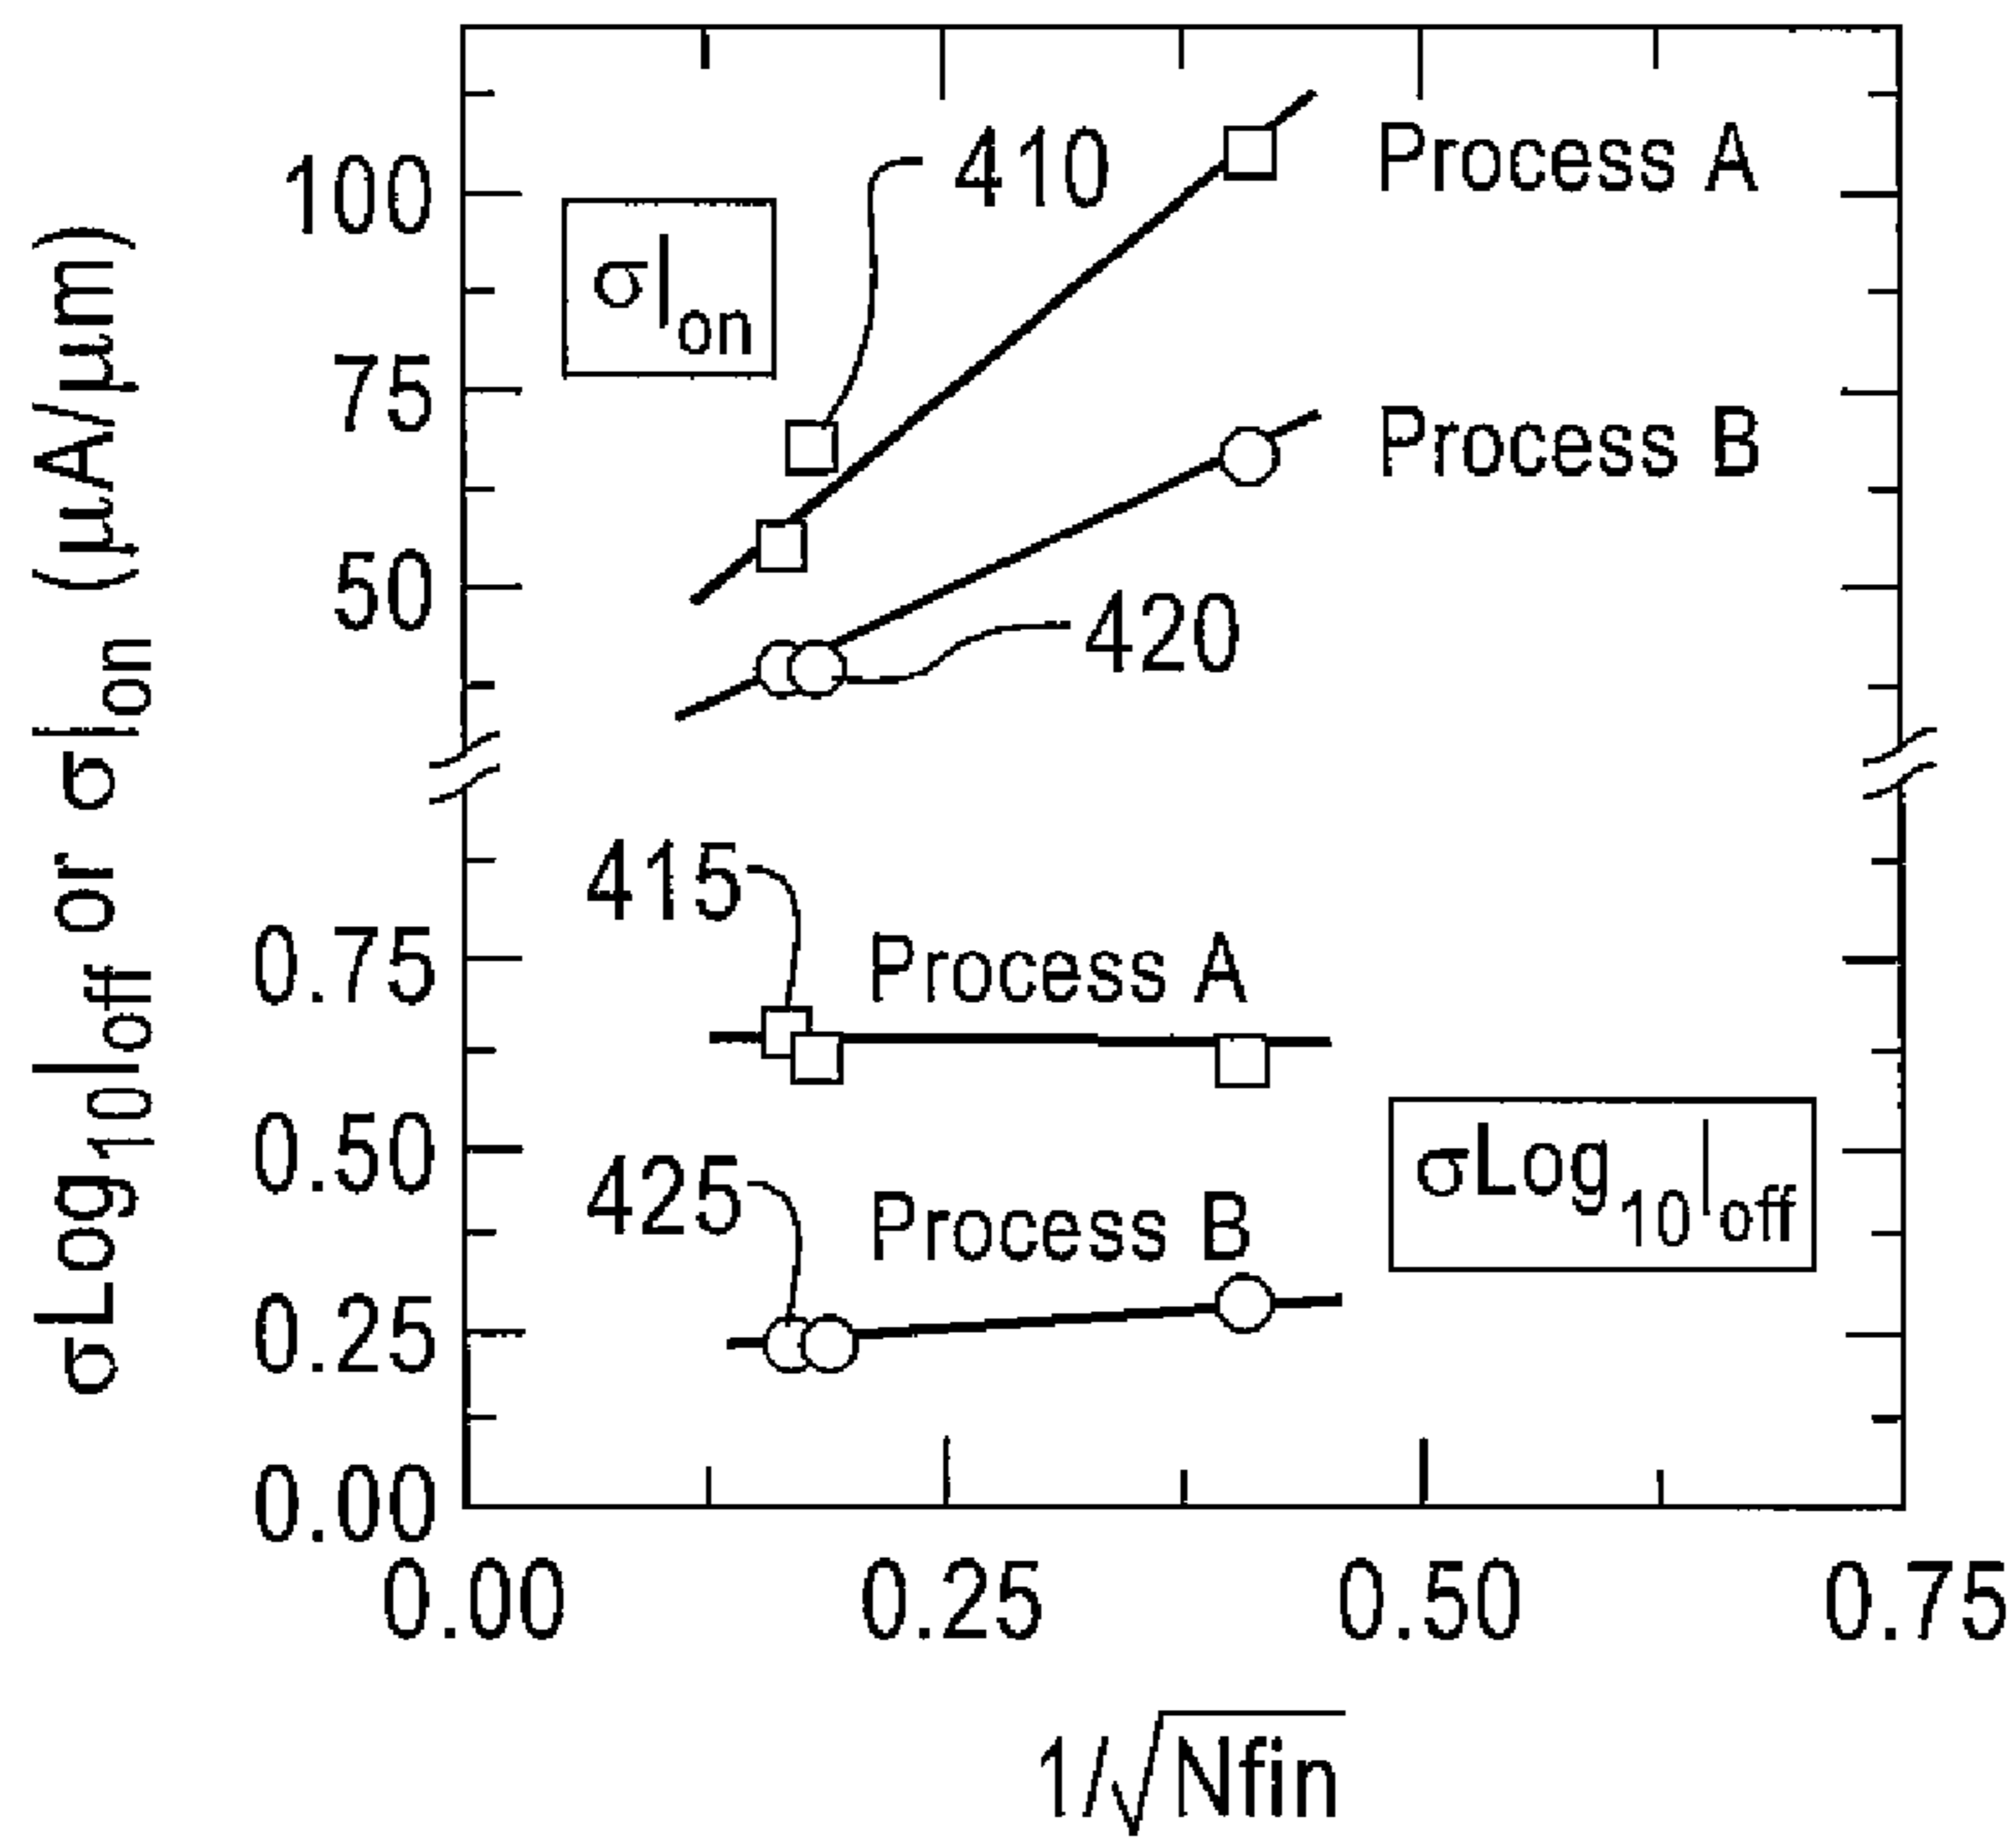 σLog10Ioff or σIon (μA/μm)
100
75
50
0.75
0.50
0.25
0.00
σIon
410
Process A
Process B
420
415
Process A
425
Process B
σLog10Ioff
0.00 0.25 0.50 0.75
1/√Nfin